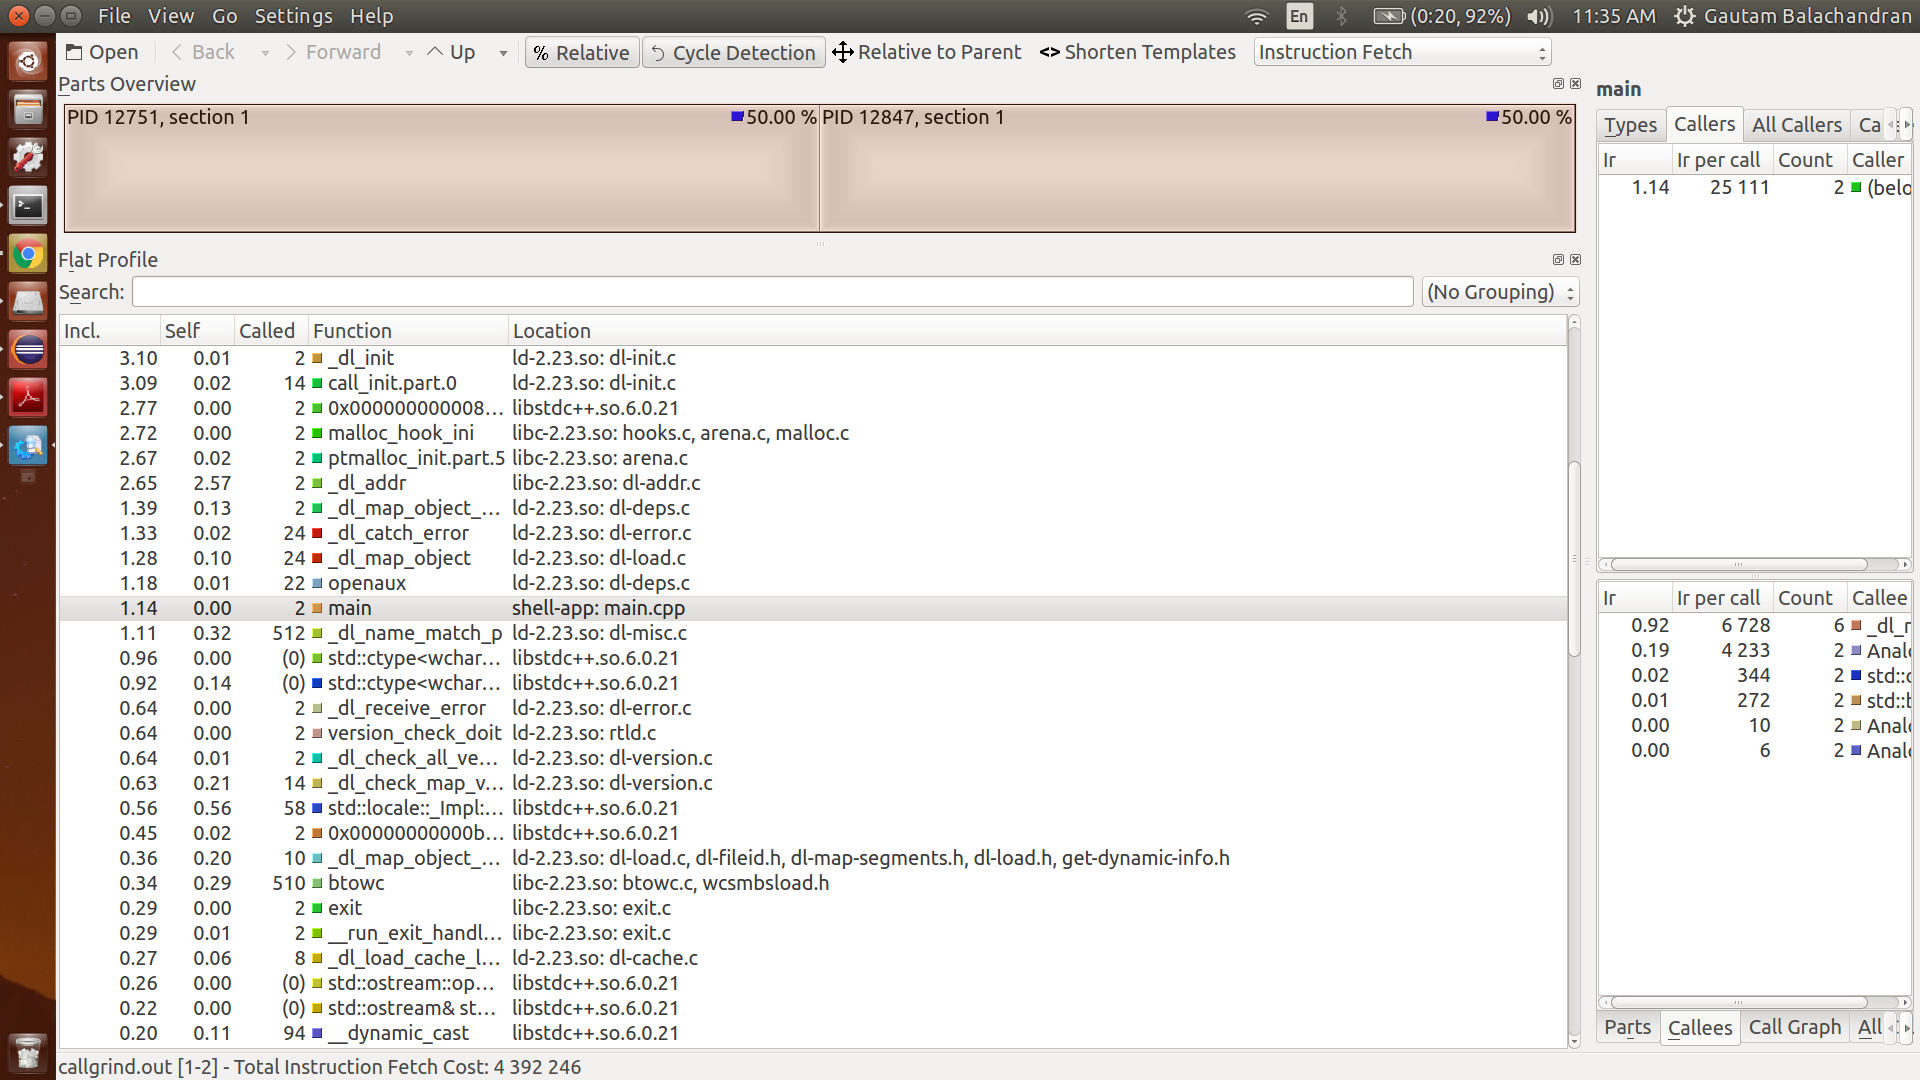 File View Go Settings Help
En (0:20, 92%) 11:35 AM Gautam Balachandran
Open Back Forward Up % Relative Cycle Detection Relative to Parent <> Shorten Templates Instruction Fetch
Parts Overview
PID 12751, section 1 50.00 % PID 12847, section 1 50.00 %
Flat Profile
Search: (No Grouping)
Incl. Self Called Function Location
3.10 0.01 2 _dl_init ld-2.23.so: dl-init.c
3.09 0.02 14 call_init.part.0 ld-2.23.so: dl-init.c
2.77 0.00 2 0x000000000008... libstdc++.so.6.0.21
2.72 0.00 2 malloc_hook_ini libc-2.23.so: hooks.c, arena.c, malloc.c
2.67 0.02 2 ptmalloc_init.part.5 libc-2.23.so: arena.c
2.65 2.57 2 _dl_addr libc-2.23.so: dl-addr.c
1.39 0.13 2 _dl_map_object_... ld-2.23.so: dl-deps.c
1.33 0.02 24 _dl_catch_error ld-2.23.so: dl-error.c
1.28 0.10 24 _dl_map_object ld-2.23.so: dl-load.c
1.18 0.01 22 openaux ld-2.23.so: dl-deps.c
1.14 0.00 2 main shell-app: main.cpp
1.11 0.32 512 _dl_name_match_p ld-2.23.so: dl-misc.c
0.96 0.00 (0) std::ctype<wchar... libstdc++.so.6.0.21
0.92 0.14 (0) std::ctype<wchar... libstdc++.so.6.0.21
0.64 0.00 2 _dl_receive_error ld-2.23.so: dl-error.c
0.64 0.00 2 version_check_doit ld-2.23.so: rtld.c
0.64 0.01 2 _dl_check_all_ve... ld-2.23.so: dl-version.c
0.63 0.21 14 _dl_check_map_v... ld-2.23.so: dl-version.c
0.56 0.56 58 std::locale::_Impl:... libstdc++.so.6.0.21
0.45 0.02 2 0x00000000000b... libstdc++.so.6.0.21
0.36 0.20 10 _dl_map_object_... ld-2.23.so: dl-load.c, dl-fileid.h, dl-map-segments.h, dl-load.h, get-dynamic-info.h
0.34 0.29 510 btowc libc-2.23.so: btowc.c, wcsmbsload.h
0.29 0.00 2 exit libc-2.23.so: exit.c
0.29 0.01 2 __run_exit_handl... libc-2.23.so: exit.c
0.27 0.06 8 _dl_load_cache_l... ld-2.23.so: dl-cache.c
0.26 0.00 (0) std::ostream::op... libstdc++.so.6.0.21
0.22 0.00 (0) std::ostream& st... libstdc++.so.6.0.21
0.20 0.11 94 __dynamic_cast libstdc++.so.6.0.21
main
Types Callers All Callers Ca
Ir Ir per call Count Caller
1.14 25 111 2 (belo
Ir Ir per call Count Callee
0.92 6 728 6 _dl_r
0.19 4 233 2 Anal
0.02 344 2 std::
0.01 272 2 std::
0.00 10 2 Anal
0.00 6 2 Anal
Parts Callees Call Graph All
callgrind.out [1-2] - Total Instruction Fetch Cost: 4 392 246